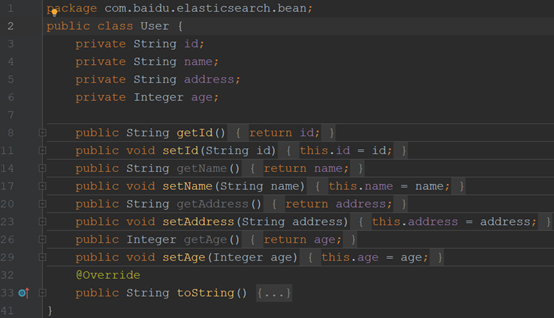 1 package com.baidu.elasticsearch.bean;
2 public class User {
3 private String id;
4 private String name;
5 private String address;
6 private Integer age;
7
8 public String getId() { return id; }
11 public void setId(String id) { this.id = id; }
14 public String getName() { return name; }
17 public void setName(String name) { this.name = name; }
20 public String getAddress() { return address; }
23 public void setAddress(String address) { this.address = address; }
26 public Integer getAge() { return age; }
29 public void setAge(Integer age) { this.age = age; }
32 @Override
33 public String toString() {...}
41 }